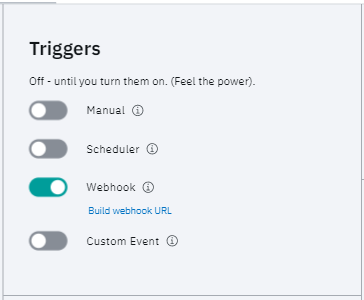 Triggers
Off - until you turn them on. (Feel the power).
Manual
Scheduler
Webhook
Build webhook URL
Custom Event